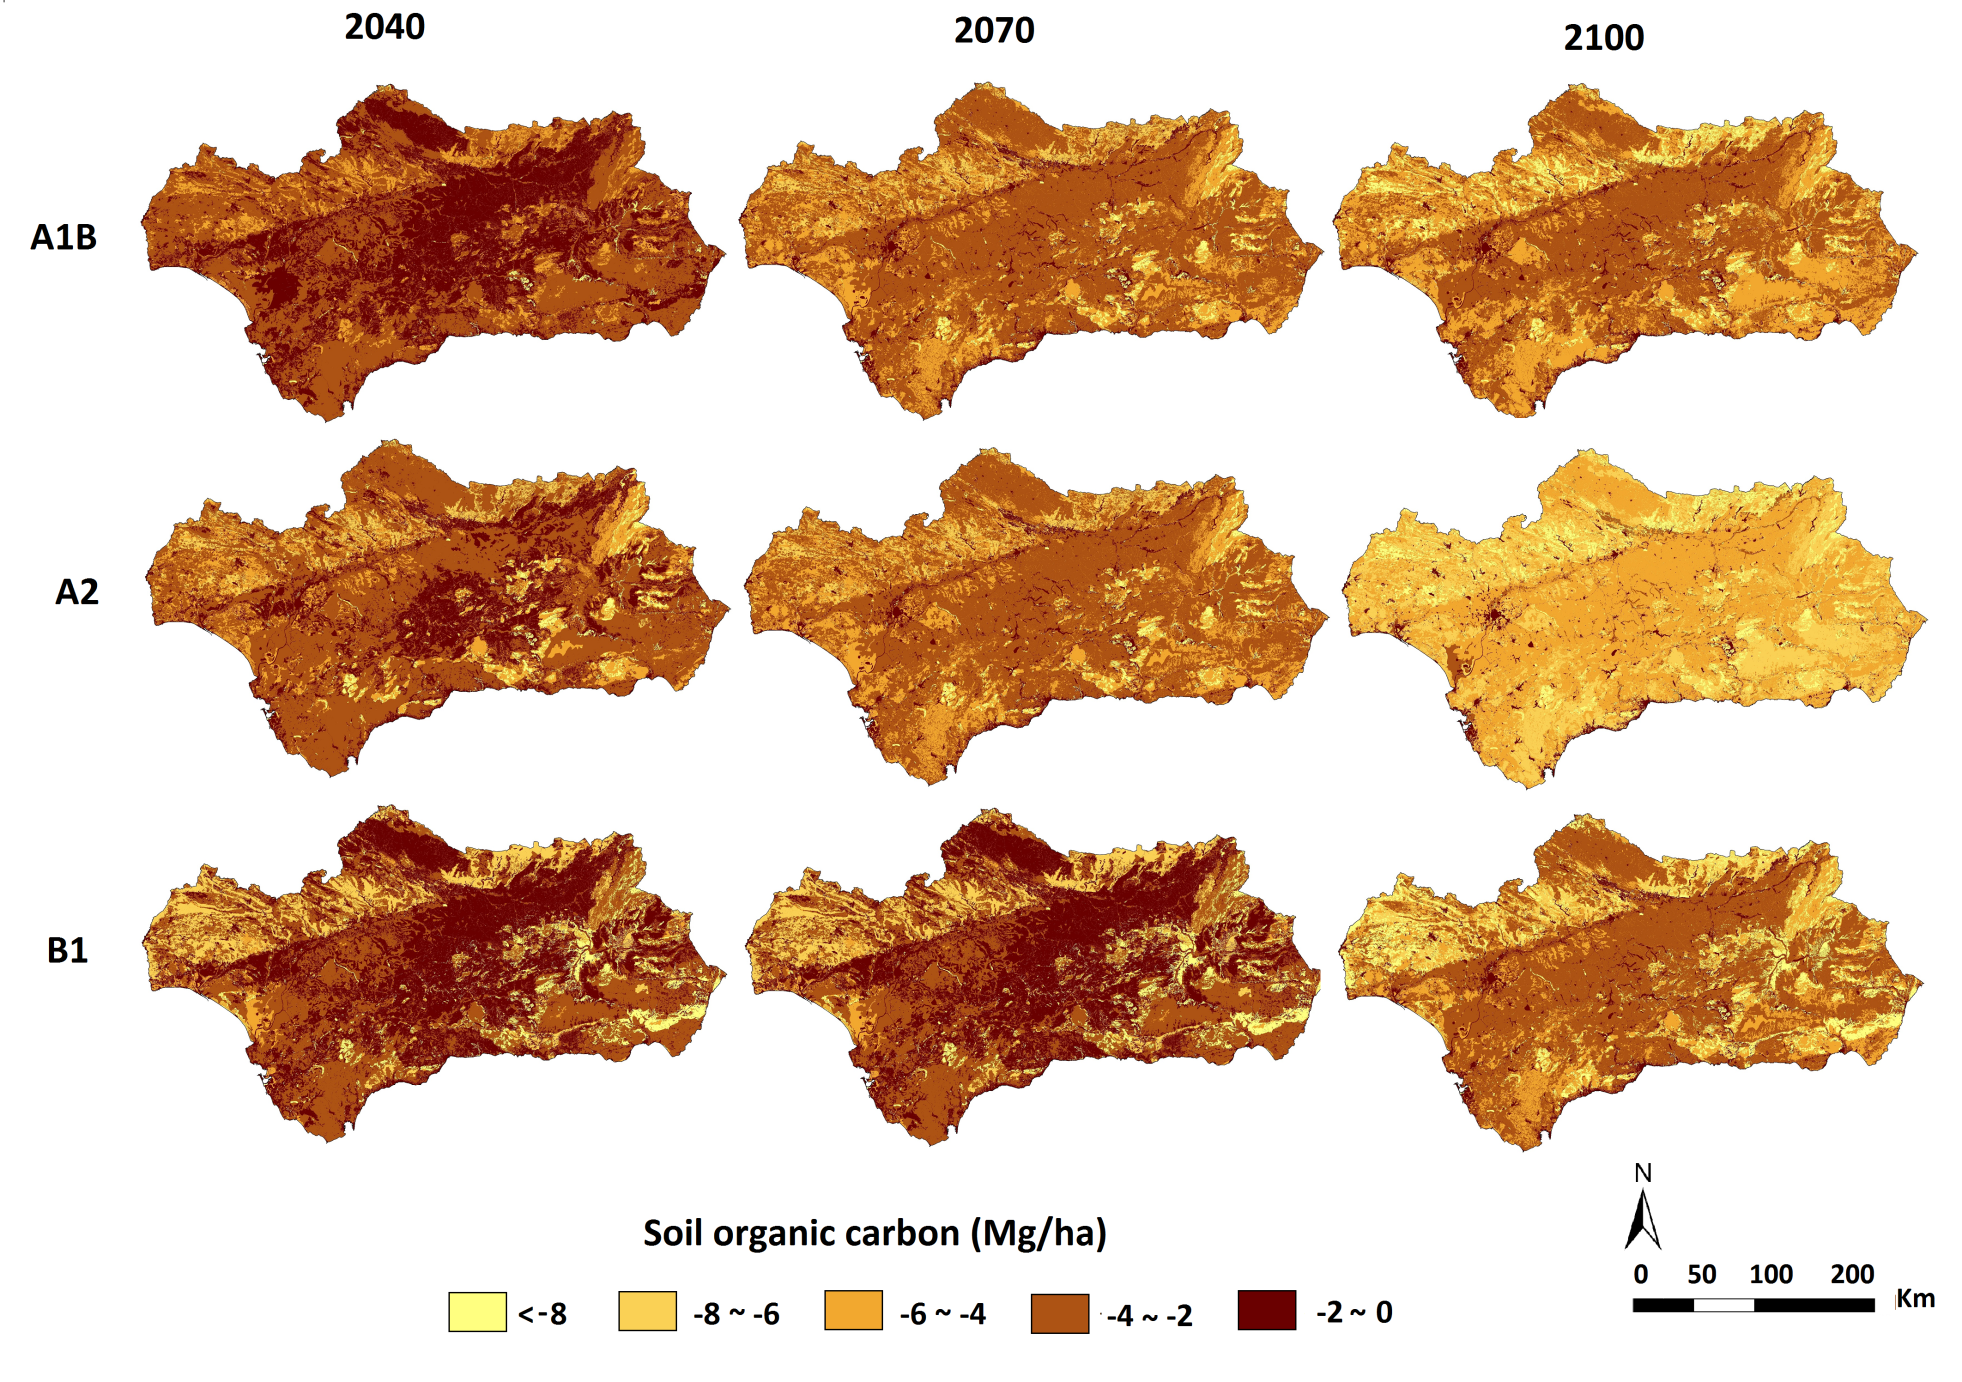 2040 2070 2100
A1B
A2
B1
N
Soil organic carbon (Mg/ha)
0 50 100 200
Km
< -8 -8 ~ -6 -6 ~ -4 -4 ~ -2 -2 ~ 0